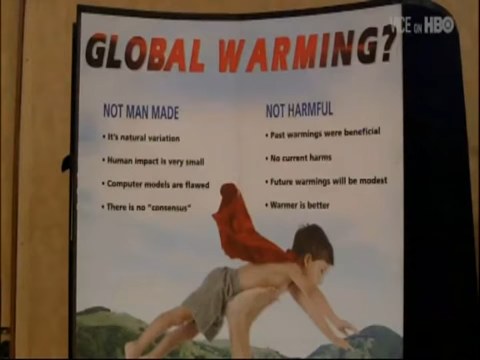 VICE ON HBO
GLOBAL WARMING?
NOT MAN MADE
• It's natural variation
• Human impact is very small
• Computer models are flawed
• There is no "consensus"
NOT HARMFUL
• Past warmings were beneficial
• No current harms
• Future warmings will be modest
• Warmer is better